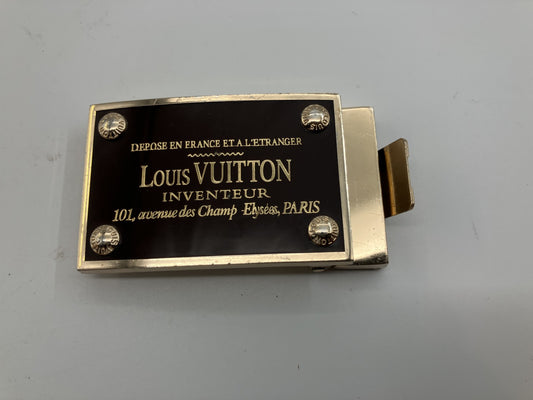 DEPOSE EN FRANCE ET.A.L'ETRANGER
LOUIS VUITTON
INVENTEUR
101, avenue des Champ-Elysées, PARIS